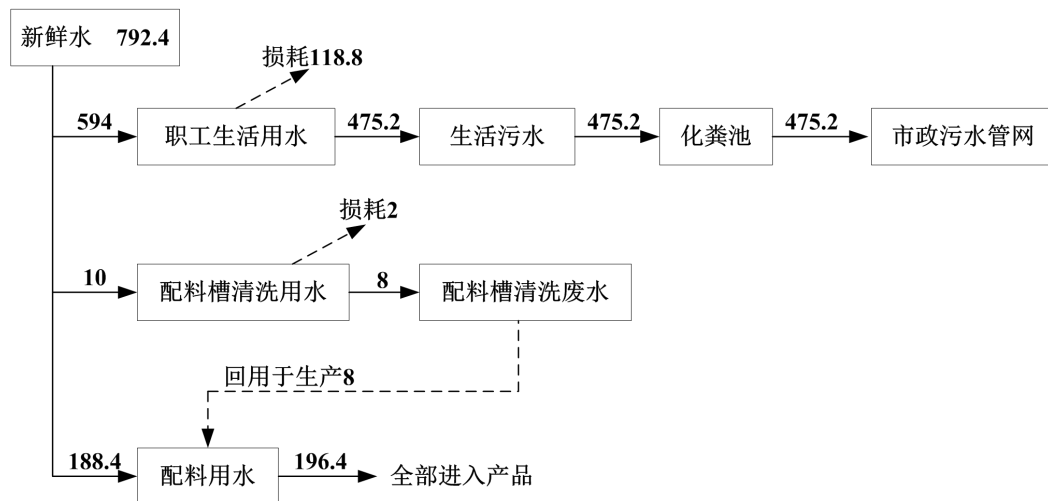 新鲜水 792.4
损耗118.8
594
职工生活用水
475.2
生活污水
475.2
化粪池
475.2
市政污水管网
损耗2
10
配料槽清洗用水
8
配料槽清洗废水
回用于生产8
188.4
配料用水
196.4
全部进入产品